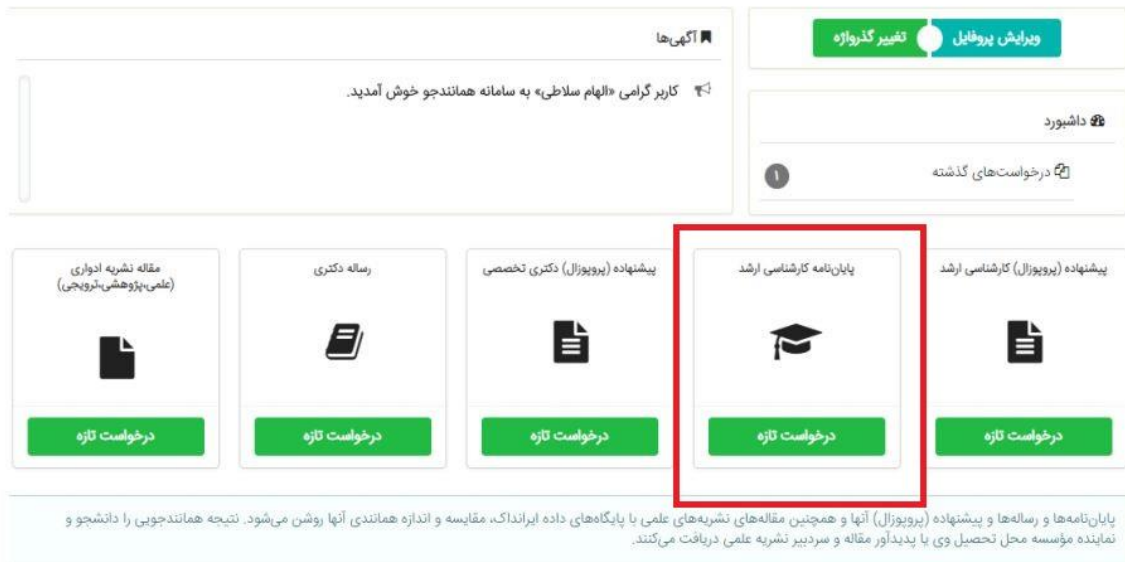 ویرایش پروفایل
تغییر گذرواژه
آگهی‌ها
کاربر گرامی «الهام سلاطی» به سامانه همانندجو خوش آمدید.
داشبورد
درخواست‌های گذشته
۱
پیشنهاده (پروپوزال) کارشناسی ارشد
درخواست تازه
پایان‌نامه کارشناسی ارشد
درخواست تازه
پیشنهاده (پروپوزال) دکتری تخصصی
درخواست تازه
رساله دکتری
درخواست تازه
مقاله نشریه ادواری
(علمی،پژوهشی،ترویجی)
درخواست تازه
پایان‌نامه‌ها و رساله‌ها و پیشنهاده (پروپوزال) آنها و همچنین مقاله‌های نشریه‌های علمی با پایگاه‌های داده ایرانداک، مقایسه و اندازه همانندی آنها روشن می‌شود. نتیجه همانندجویی را دانشجو و
نماینده مؤسسه محل تحصیل وی یا پدیدآور مقاله و سردبیر نشریه علمی دریافت می‌کنند.